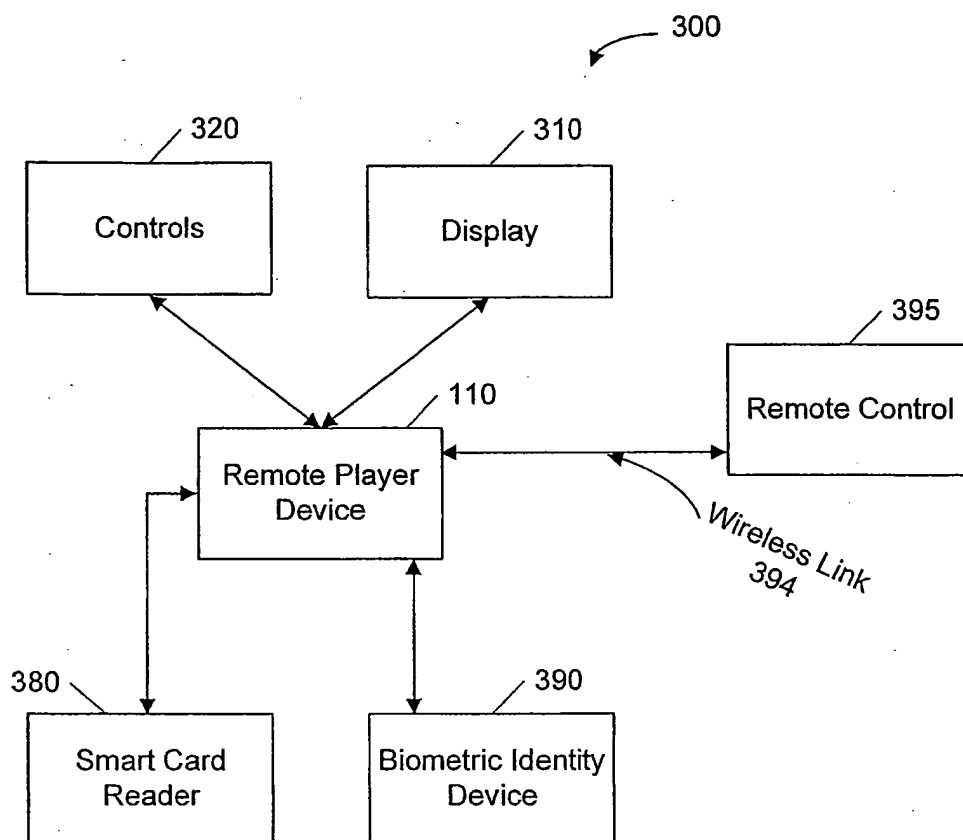 300
320
310
Controls
Display
395
110
Remote Control
Remote Player
Device
Wireless Link
394
380
390
Smart Card
Reader
Biometric Identity
Device